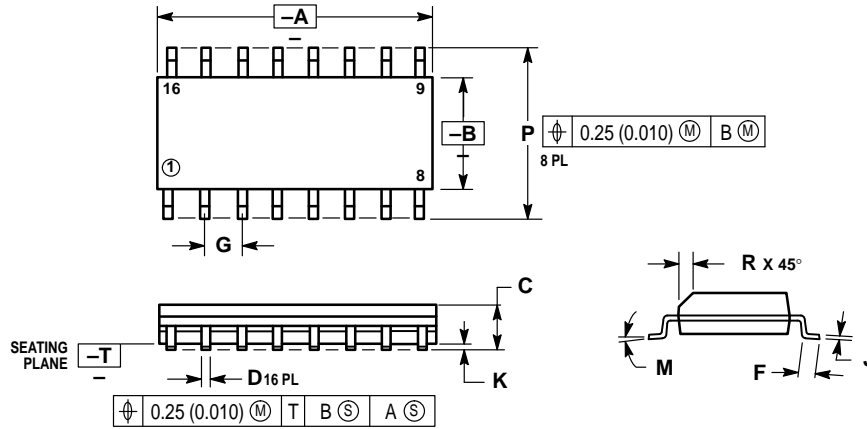 –A
–
16
9
–B
–
P
⌖ 0.25 (0.010) Ⓜ B Ⓜ
8 PL
①
8
G
C
R X 45°
SEATING
PLANE
–T
–
D 16 PL
K
M
F
J
⌖ 0.25 (0.010) Ⓜ T B Ⓢ A Ⓢ